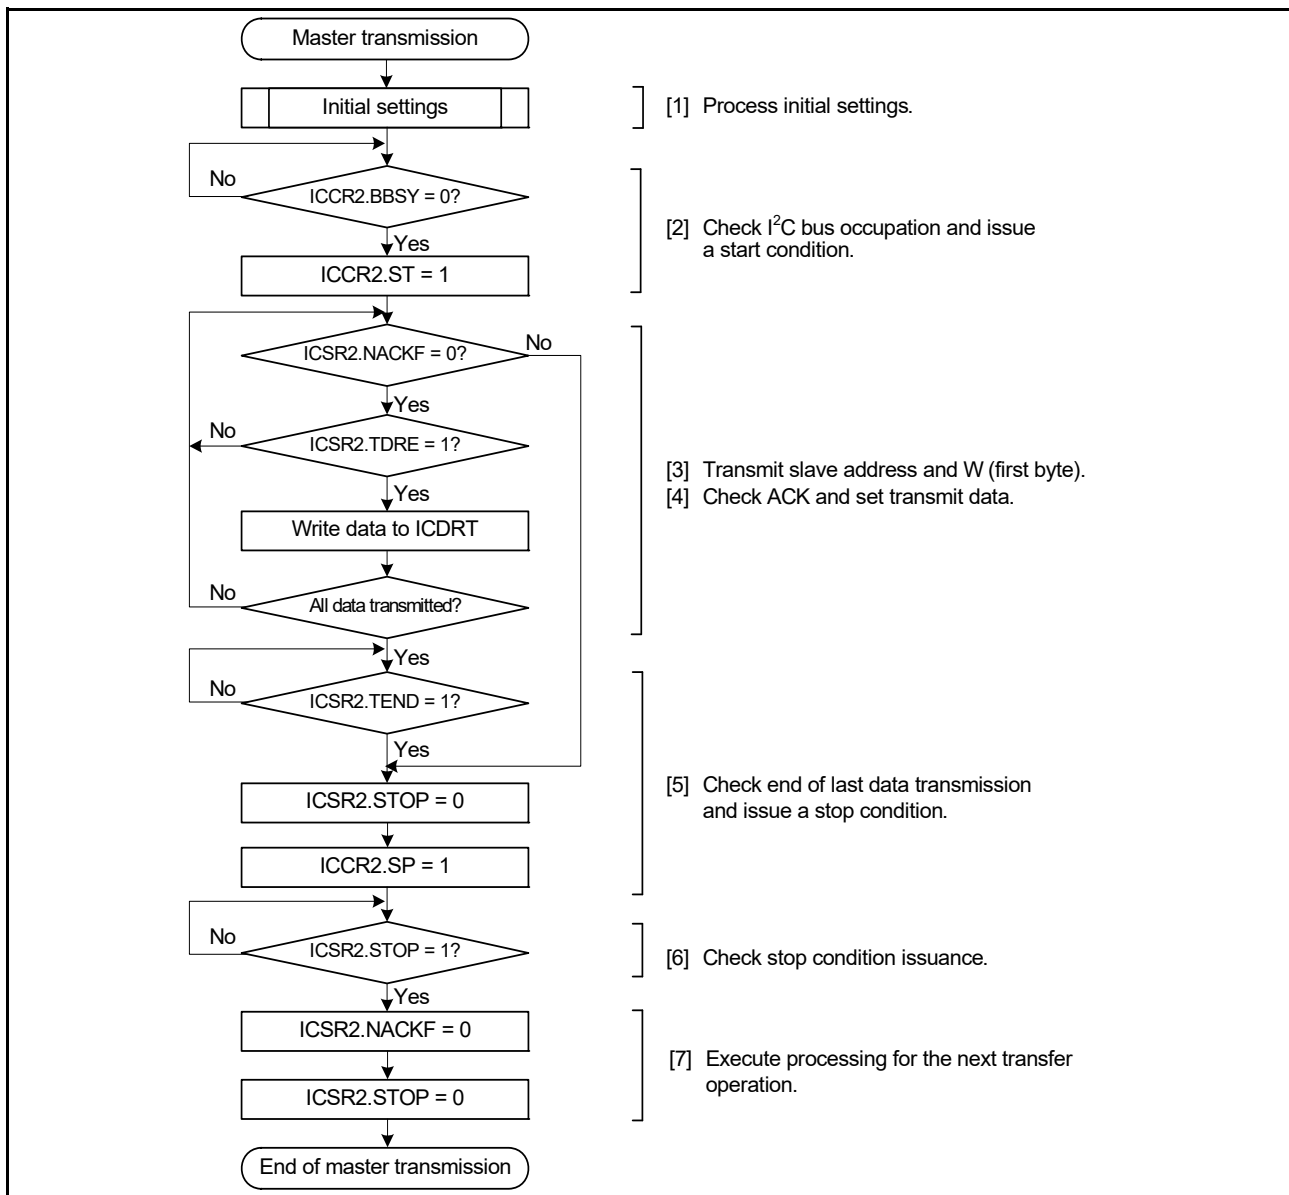 Master transmission
Initial settings
[1] Process initial settings.
No
ICCR2.BBSY = 0?
Yes
[2] Check I²C bus occupation and issue
a start condition.
ICCR2.ST = 1
ICSR2.NACKF = 0?
No
Yes
No
ICSR2.TDRE = 1?
Yes
[3] Transmit slave address and W (first byte).
[4] Check ACK and set transmit data.
Write data to ICDRT
No
All data transmitted?
Yes
No
ICSR2.TEND = 1?
Yes
[5] Check end of last data transmission
and issue a stop condition.
ICSR2.STOP = 0
ICCR2.SP = 1
No
ICSR2.STOP = 1?
[6] Check stop condition issuance.
Yes
ICSR2.NACKF = 0
[7] Execute processing for the next transfer
operation.
ICSR2.STOP = 0
End of master transmission